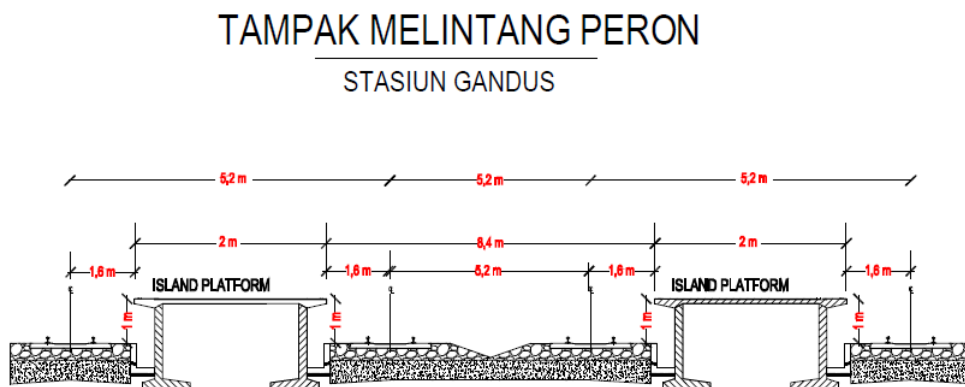 TAMPAK MELINTANG PERON
STASIUN GANDUS
5,2 m 5,2 m 5,2 m
2 m 8,4 m 2 m
1,6 m 1,6 m 5,2 m 1,6 m 1,6 m
ISLAND PLATFORM ISLAND PLATFORM
1 m 1 m 1 m 1 m